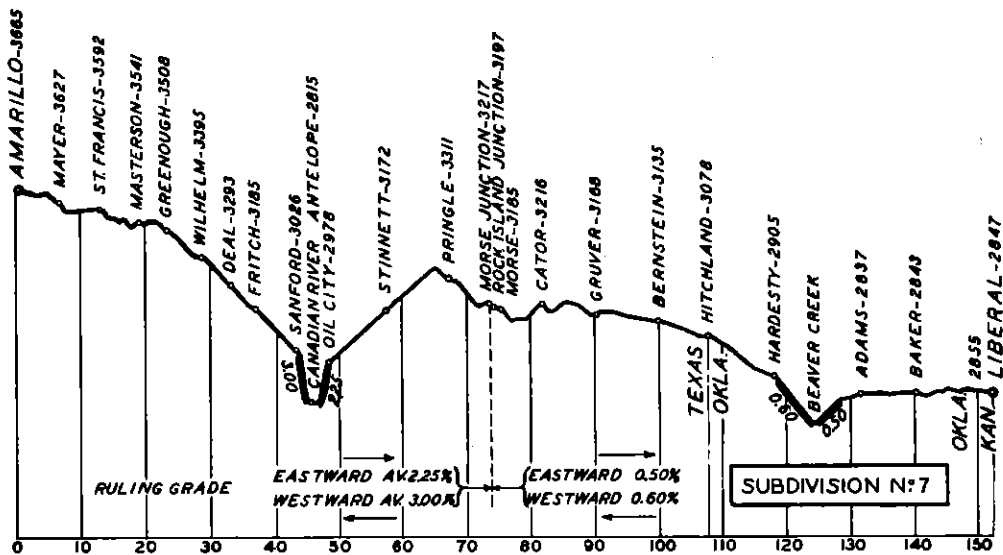 AMARILLO-3665
MAYER-3627
ST. FRANCIS-3592
MASTERSON-3541
GREENOUGH-3508
WILHELM-3395
DEAL-3293
FRITCH-3185
SANFORD-3026
CANADIAN RIVER ANTELOPE-2815
OIL CITY-2978
STINNETT-3172
PRINGLE-3311
MORSE JUNCTION-3217
ROCK ISLAND JUNCTION-3197
MORSE-3185
CATOR-3216
GRUVER-3168
BERNSTEIN-3135
HITCHLAND-3078
HARDESTY-2905
BEAVER CREEK
ADAMS-2837
BAKER-2843
2855
LIBERAL-2847
3.00
2.25
0.60
0.50
TEXAS
OKLA.
OKLA.
KAN.
RULING GRADE
EASTWARD AV. 2.25%
WESTWARD AV. 3.00%
EASTWARD 0.50%
WESTWARD 0.60%
SUBDIVISION Nº 7
0 10 20 30 40 50 60 70 80 90 100 110 120 130 140 150